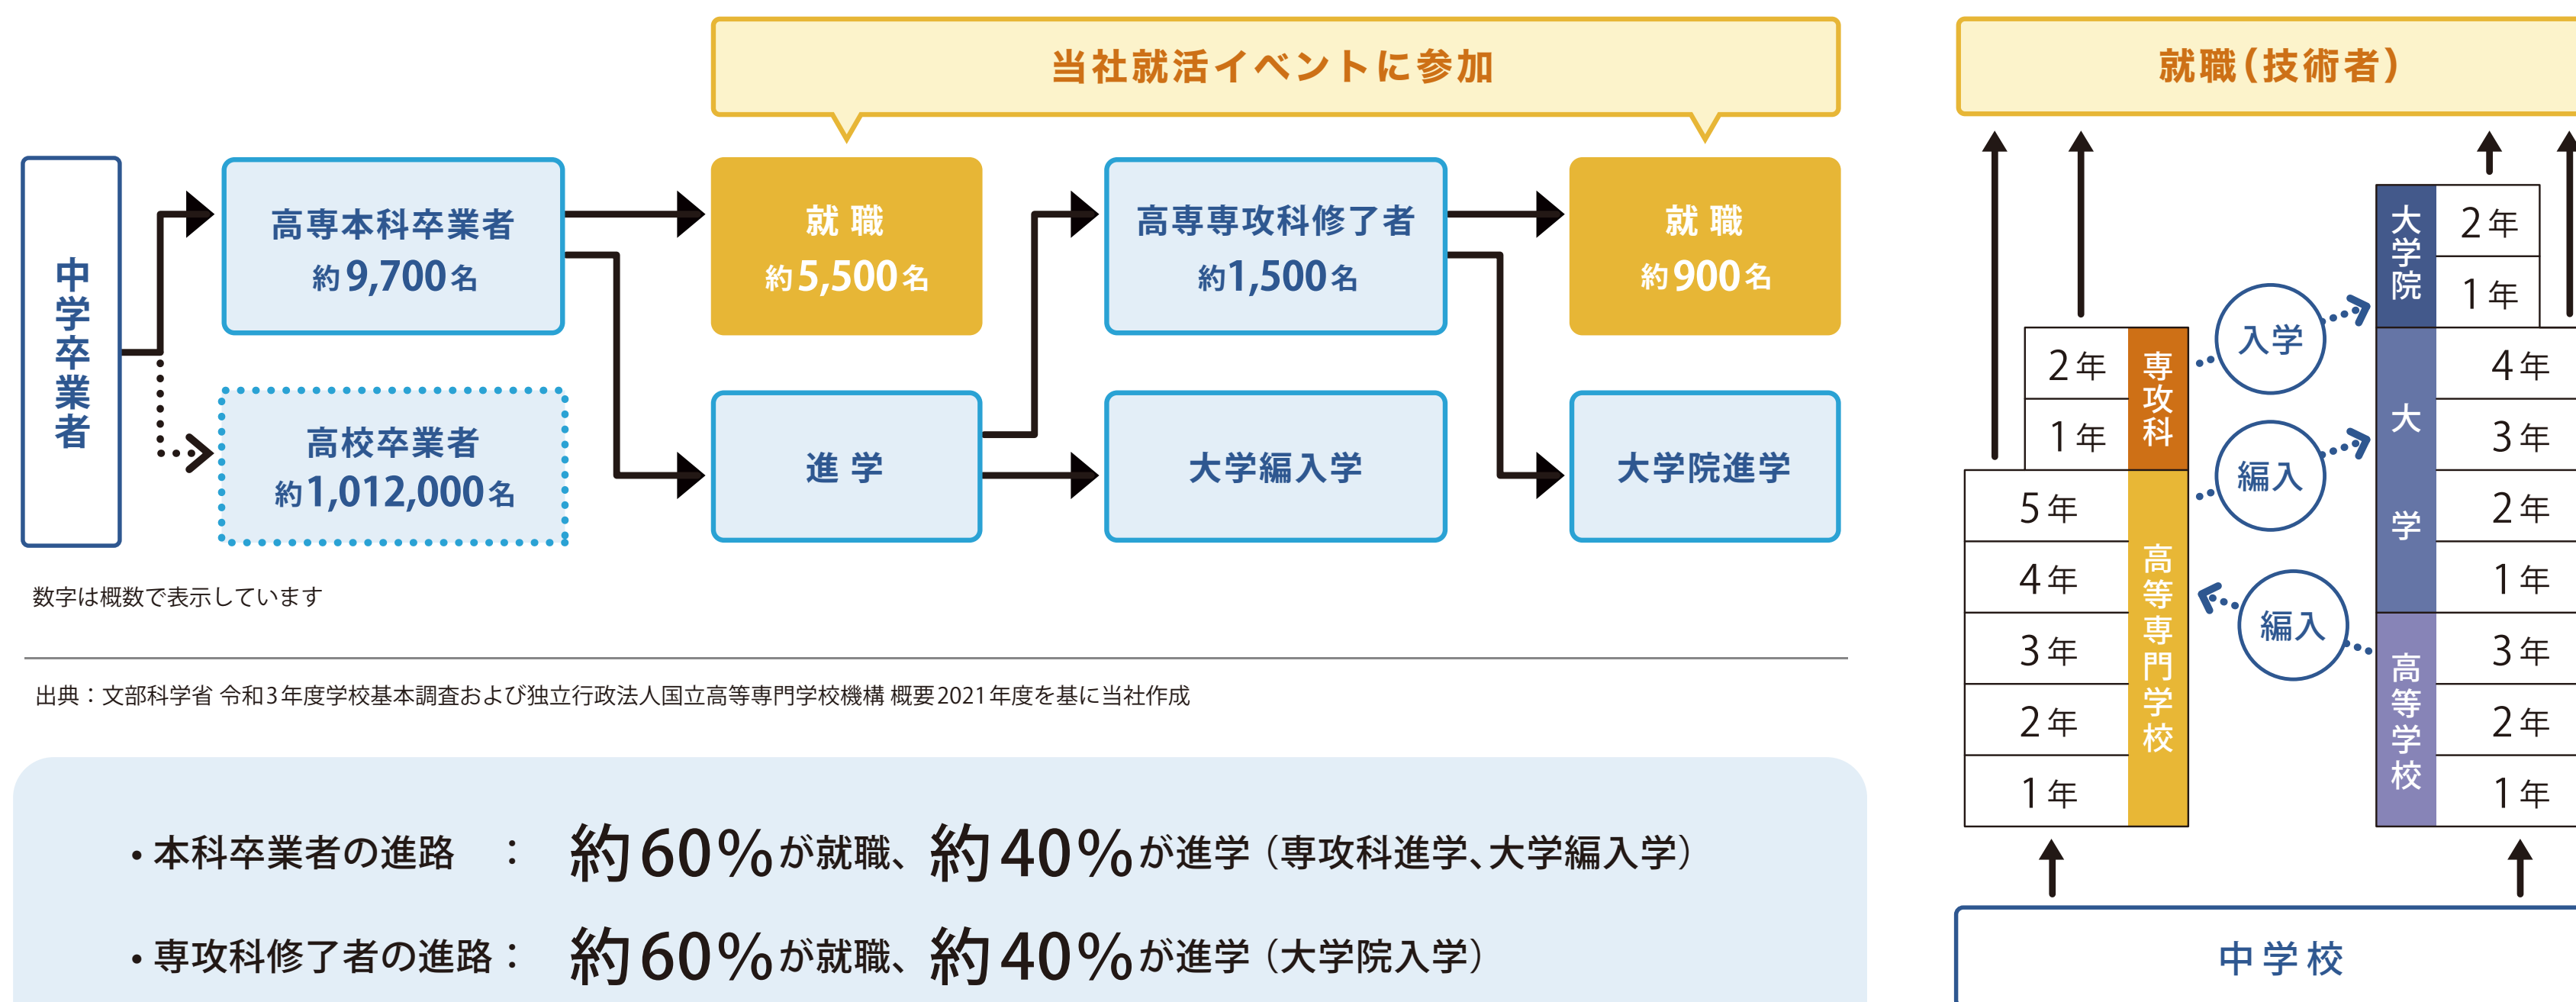 当社就活イベントに参加
中学卒業者
高専本科卒業者
約9,700名
就職
約5,500名
高専専攻科修了者
約1,500名
就職
約900名
高校卒業者
約1,012,000名
進学
大学編入学
大学院進学
数字は概数で表示しています
出典：文部科学省 令和3年度学校基本調査および独立行政法人国立高等専門学校機構 概要2021年度を基に当社作成
・本科卒業者の進路　：　約60%が就職、約40%が進学（専攻科進学、大学編入学）
・専攻科修了者の進路：　約60%が就職、約40%が進学（大学院入学）
就職（技術者）
2年
1年
専攻科
5年
4年
3年
2年
1年
高等専門学校
入学
編入
編入
大学院
2年
1年
大学
4年
3年
2年
1年
高等学校
3年
2年
1年
中学校